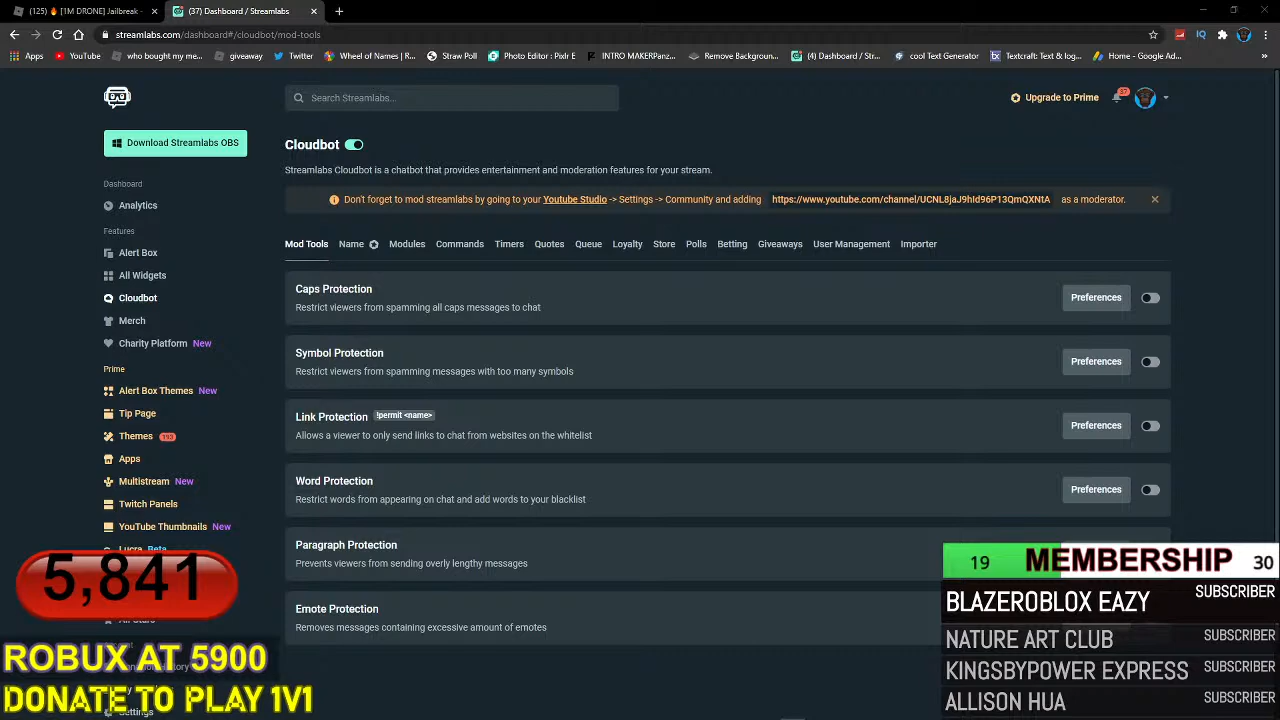 (125) 🔥 [1M DRONE] Jailbreak -
(37) Dashboard / Streamlabs
streamlabs.com/dashboard#/cloudbot/mod-tools
Apps
YouTube
who bought my me...
giveaway
Twitter
Wheel of Names | R...
Straw Poll
Photo Editor : Pixlr E
INTRO MAKERPanz...
Remove Background...
(4) Dashboard / Str...
cool Text Generator
Textcraft: Text & log...
Home - Google Ad...
Search Streamlabs...
Upgrade to Prime
37
Download Streamlabs OBS
Dashboard
Analytics
Features
Alert Box
All Widgets
Cloudbot
Merch
Charity Platform New
Prime
Alert Box Themes New
Tip Page
Themes 193
Apps
Multistream New
Twitch Panels
YouTube Thumbnails New
Lucra Beta
Settings
Cloudbot
Streamlabs Cloudbot is a chatbot that provides entertainment and moderation features for your stream.
Don't forget to mod streamlabs by going to your Youtube Studio -> Settings -> Community and adding https://www.youtube.com/channel/UCNL8jaJ9hId96P13QmQXNtA as a moderator.
Mod Tools Name Modules Commands Timers Quotes Queue Loyalty Store Polls Betting Giveaways User Management Importer
Caps Protection
Restrict viewers from spamming all caps messages to chat
Preferences
Symbol Protection
Restrict viewers from spamming messages with too many symbols
Preferences
Link Protection !permit <name>
Allows a viewer to only send links to chat from websites on the whitelist
Preferences
Word Protection
Restrict words from appearing on chat and add words to your blacklist
Preferences
Paragraph Protection
Prevents viewers from sending overly lengthy messages
Emote Protection
Removes messages containing excessive amount of emotes
5,841
ROBUX AT 5900
DONATE TO PLAY 1V1
19 MEMBERSHIP 30
BLAZEROBLOX EAZY SUBSCRIBER
NATURE ART CLUB SUBSCRIBER
KINGSBYPOWER EXPRESS SUBSCRIBER
ALLISON HUA SUBSCRIBER